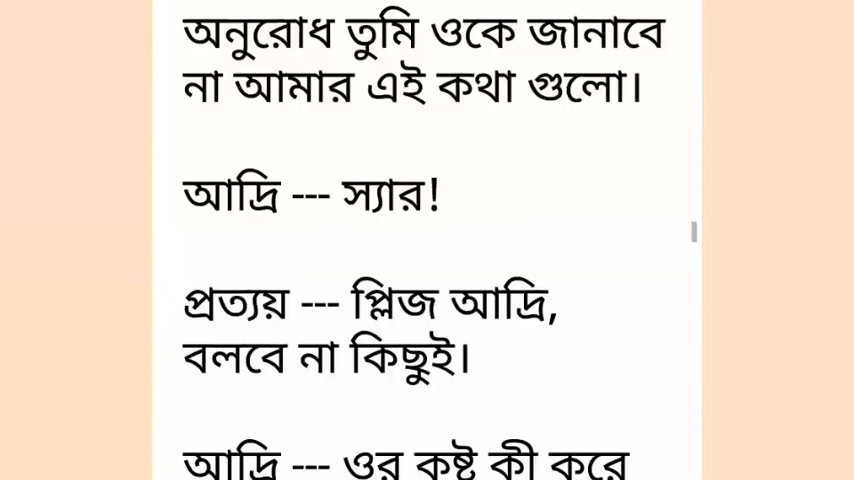 অনুরোধ তুমি ওকে জানাবে
না আমার এই কথা গুলো।
আদ্রি --- স্যার!
প্রত্যয় --- প্লিজ আদ্রি,
বলবে না কিছুই।
আদ্রি --- ওর কষ্ট কী করে